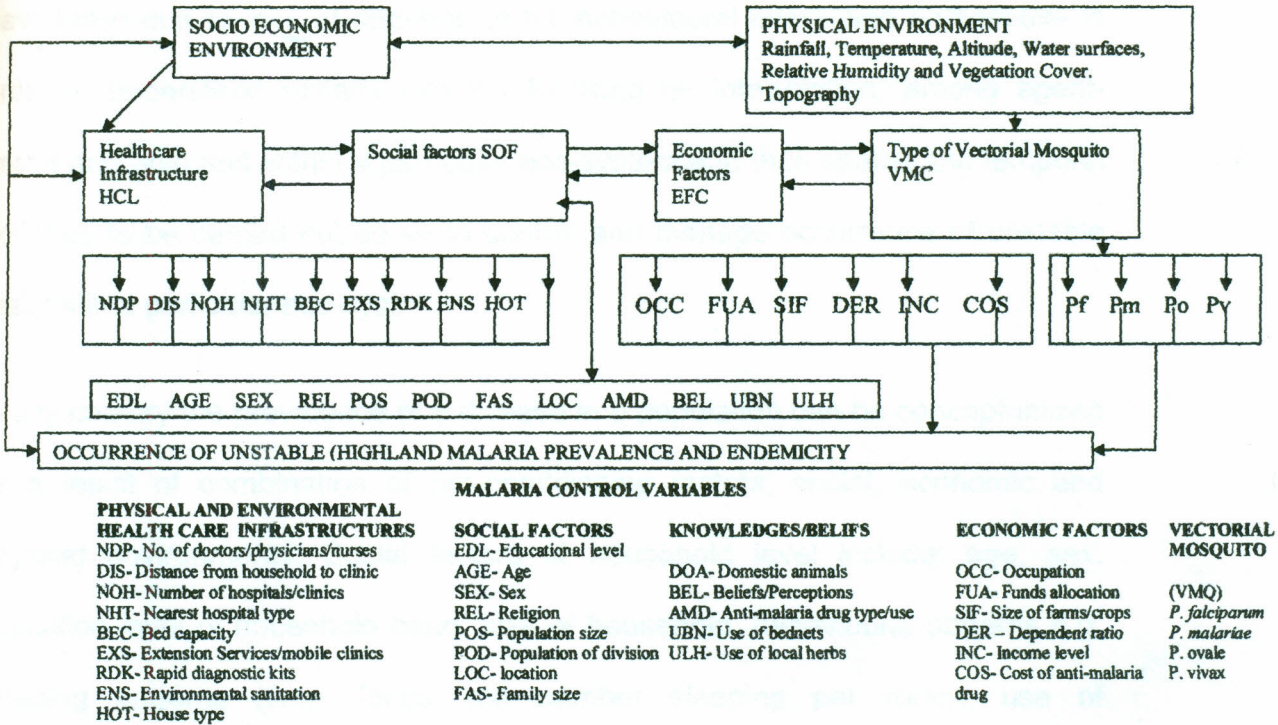 SOCIO ECONOMIC
ENVIRONMENT
PHYSICAL ENVIRONMENT
Rainfall, Temperature, Altitude, Water surfaces,
Relative Humidity and Vegetation Cover.
Topography
Healthcare
Infrastructure
HCL
Social factors SOF
Economic
Factors
EFC
Type of Vectorial Mosquito
VMC
NDP DIS NOH NHT BEC EXS RDK ENS HOT
OCC FUA SIF DER INC COS
Pf Pm Po Pv
EDL AGE SEX REL POS POD FAS LOC AMD BEL UBN ULH
OCCURRENCE OF UNSTABLE (HIGHLAND MALARIA PREVALENCE AND ENDEMICITY
MALARIA CONTROL VARIABLES
PHYSICAL AND ENVIRONMENTAL
HEALTH CARE INFRASTRUCTURES
NDP- No. of doctors/physicians/nurses
DIS- Distance from household to clinic
NOH- Number of hospitals/clinics
NHT- Nearest hospital type
BEC- Bed capacity
EXS- Extension Services/mobile clinics
RDK- Rapid diagnostic kits
ENS- Environmental sanitation
HOT- House type
SOCIAL FACTORS
EDL- Educational level
AGE- Age
SEX- Sex
REL- Religion
POS- Population size
POD- Population of division
LOC- location
FAS- Family size
KNOWLEDGES/BELIFS
DOA- Domestic animals
BEL- Beliefs/Perceptions
AMD- Anti-malaria drug type/use
UBN- Use of bednets
ULH- Use of local herbs
ECONOMIC FACTORS
OCC- Occupation
FUA- Funds allocation
SIF- Size of farms/crops
DER – Dependent ratio
INC- Income level
COS- Cost of anti-malaria
drug
VECTORIAL
MOSQUITO
(VMQ)
P. falciparum
P. malariae
P. ovale
P. vivax